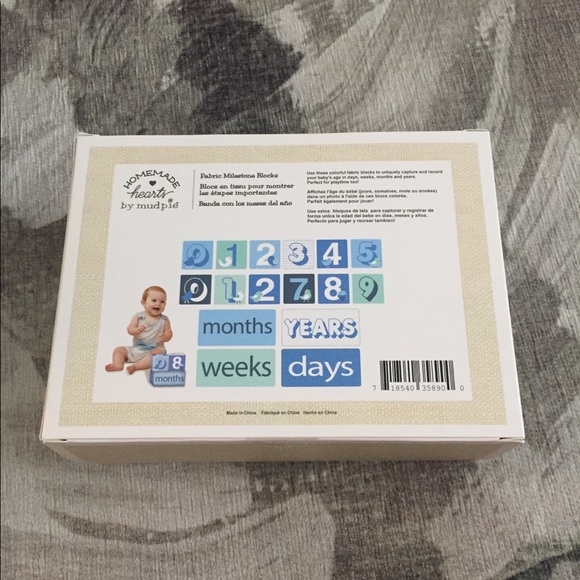 HOMEMADE
hearts
by mudpie
Fabric Milestone Blocks
Blocs en tissu pour montrer
les étapes importantes
Banda con los meses del año
Use these colorful fabric blocks to uniquely capture and record
your baby's age in days, weeks, months and years.
Perfect for playtime too!
Affichez l'âge du bébé (jours, semaines, mois ou années)
dans un photo à l'aide de ces blocs colorés.
Parfait également pour jouer!
Use estos bloques de tela para capturar y registrar de
forma unica la edad del bebe en dias, mesas y años.
Perfecto para jugar y recrear tambien!
0 1 2 3 4 5
0 1 2 7 8 9
months YEARS
weeks days
8
months
7 18540 35890 0
Made in China Fabriqué en Chine Hecho en China